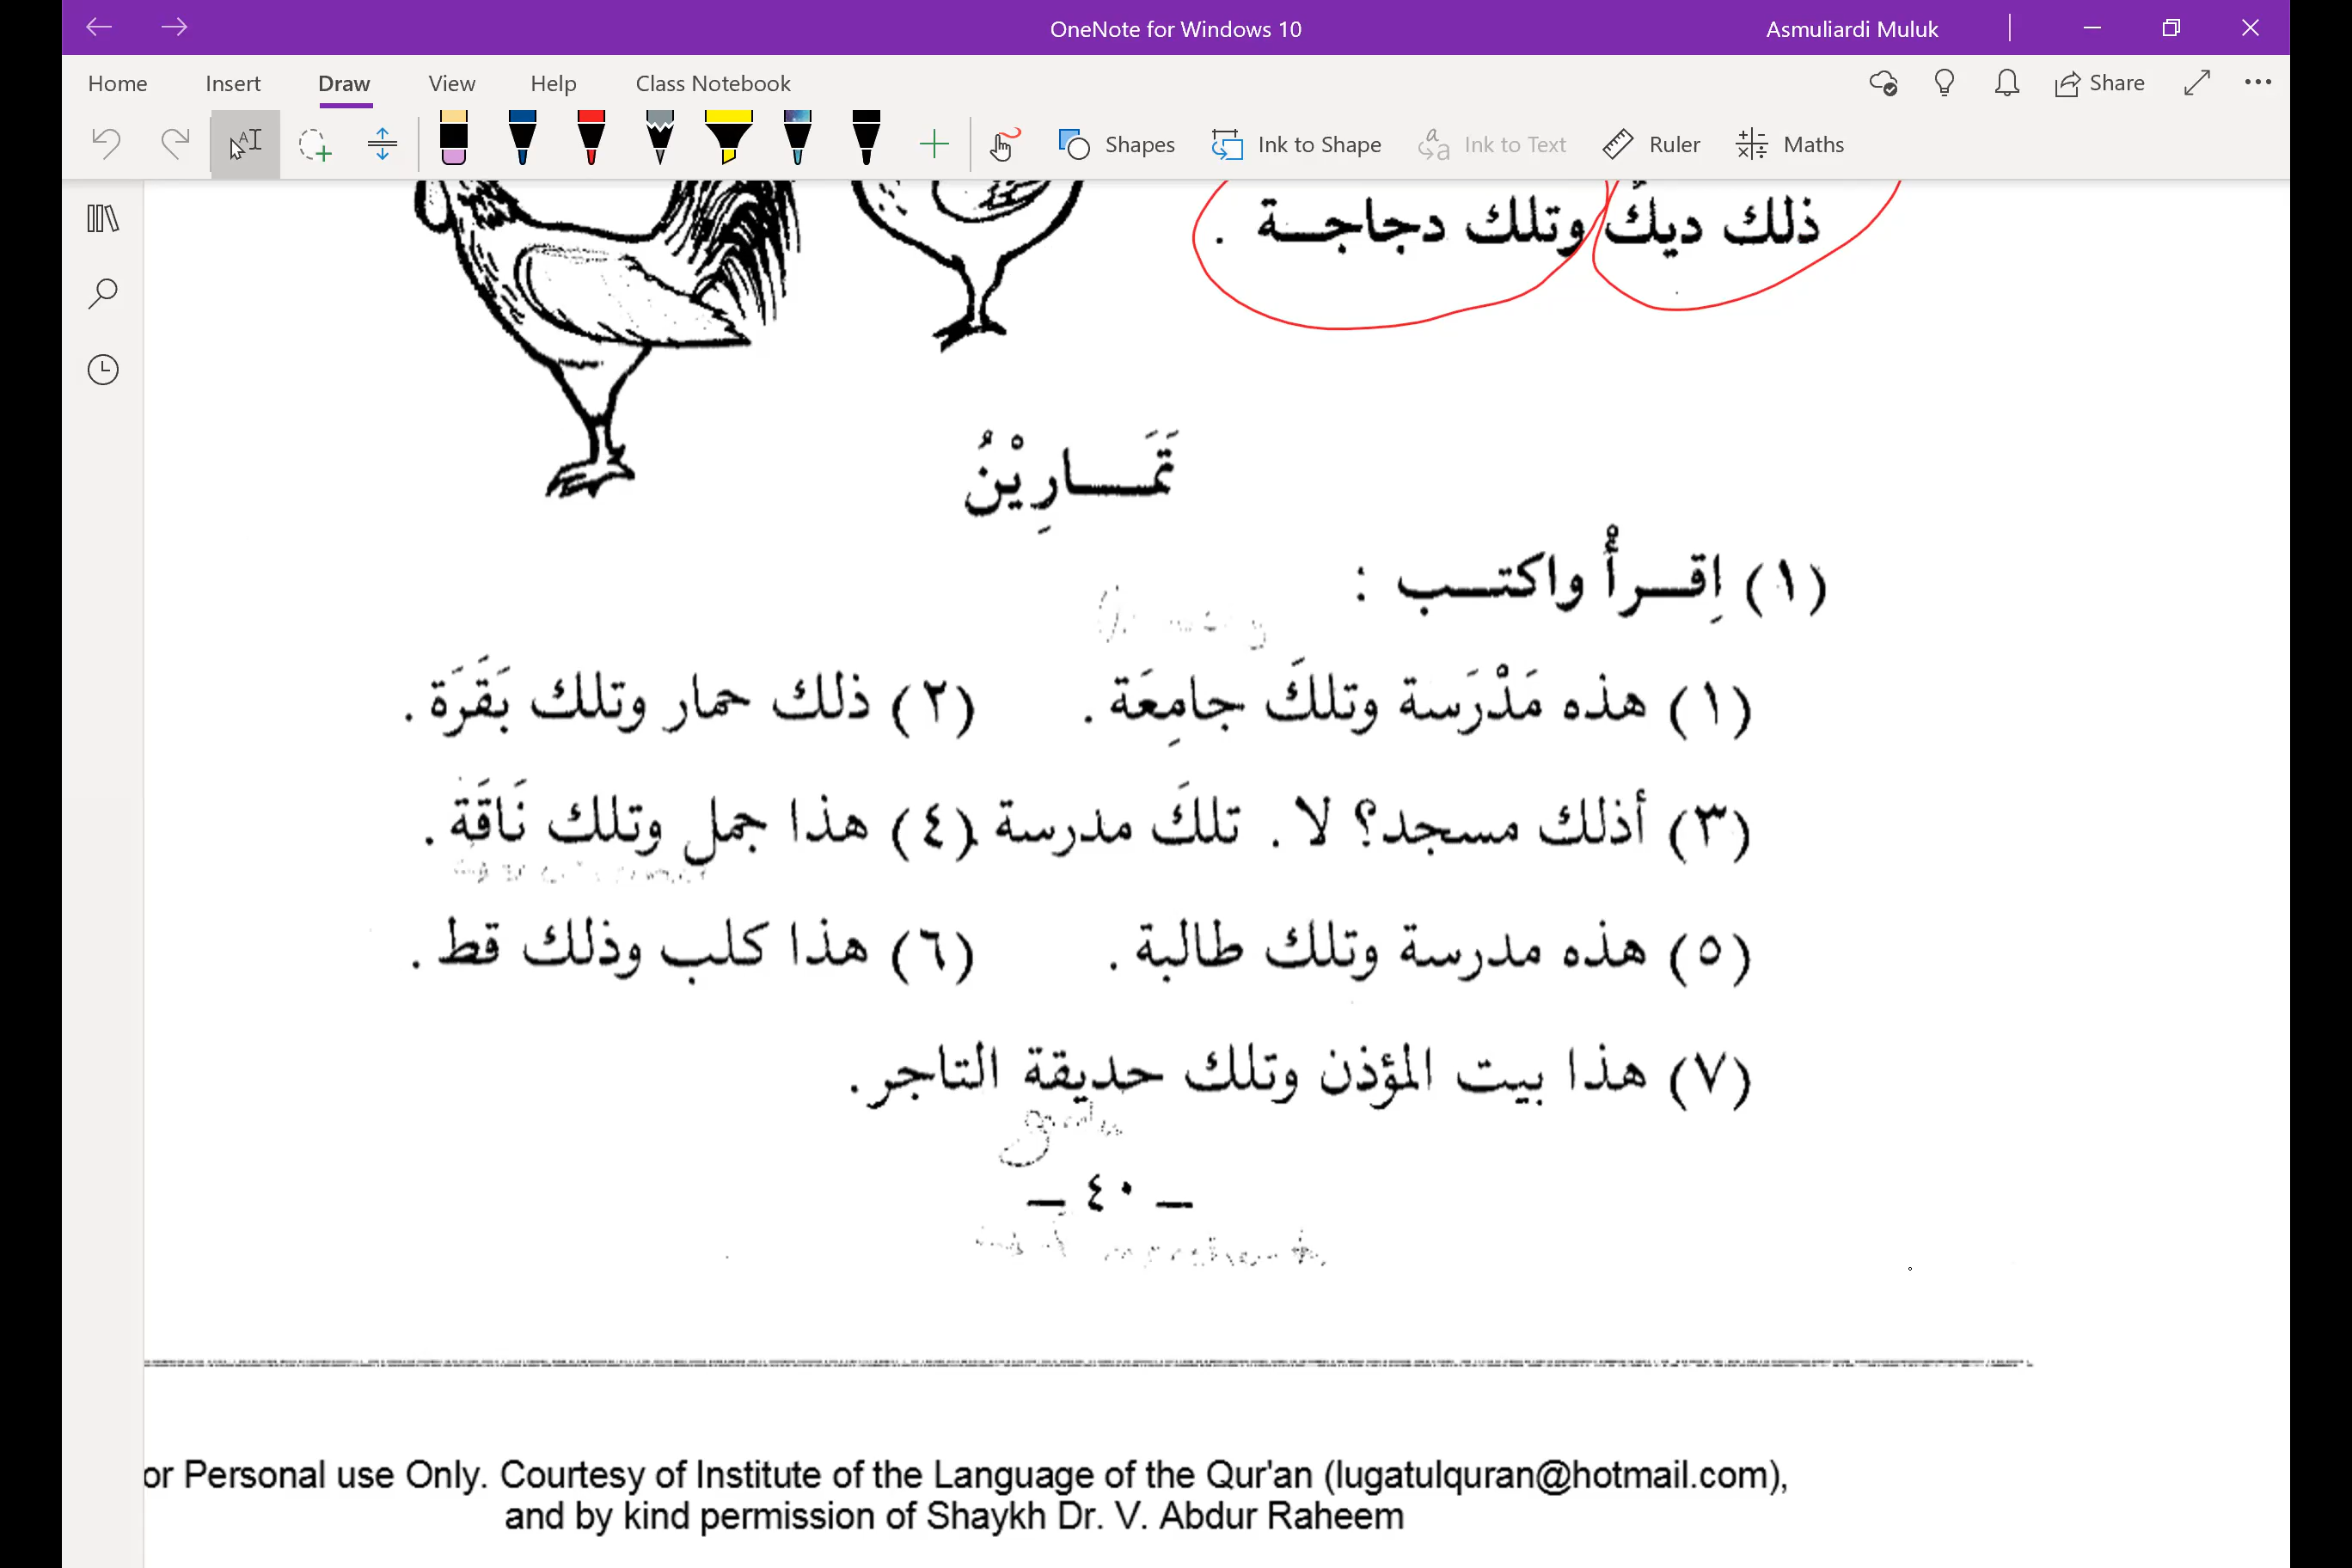 OneNote for Windows 10
Asmuliardi Muluk
Home Insert Draw View Help Class Notebook Share
Shapes Ink to Shape Ink to Text Ruler Maths
ذلك ديكٌ وتلك دجاجــة .
تَمَــــارِيْنُ
(١) اِقــرأْ واكتــب :
(١) هذه مَدْرَسة وتلكَ جامِعَة . (٢) ذلك حمار وتلك بَقَرَة .
(٣) أذلك مسجد؟ لا . تلكَ مدرسة . (٤) هذا جمل وتلك نَاقَة .
(٥) هذه مدرسة وتلك طالبة . (٦) هذا كلب وذلك قط .
(٧) هذا بيت المؤذن وتلك حديقة التاجر .
– ٤٠ –
or Personal use Only. Courtesy of Institute of the Language of the Qur'an (lugatulquran@hotmail.com),
and by kind permission of Shaykh Dr. V. Abdur Raheem